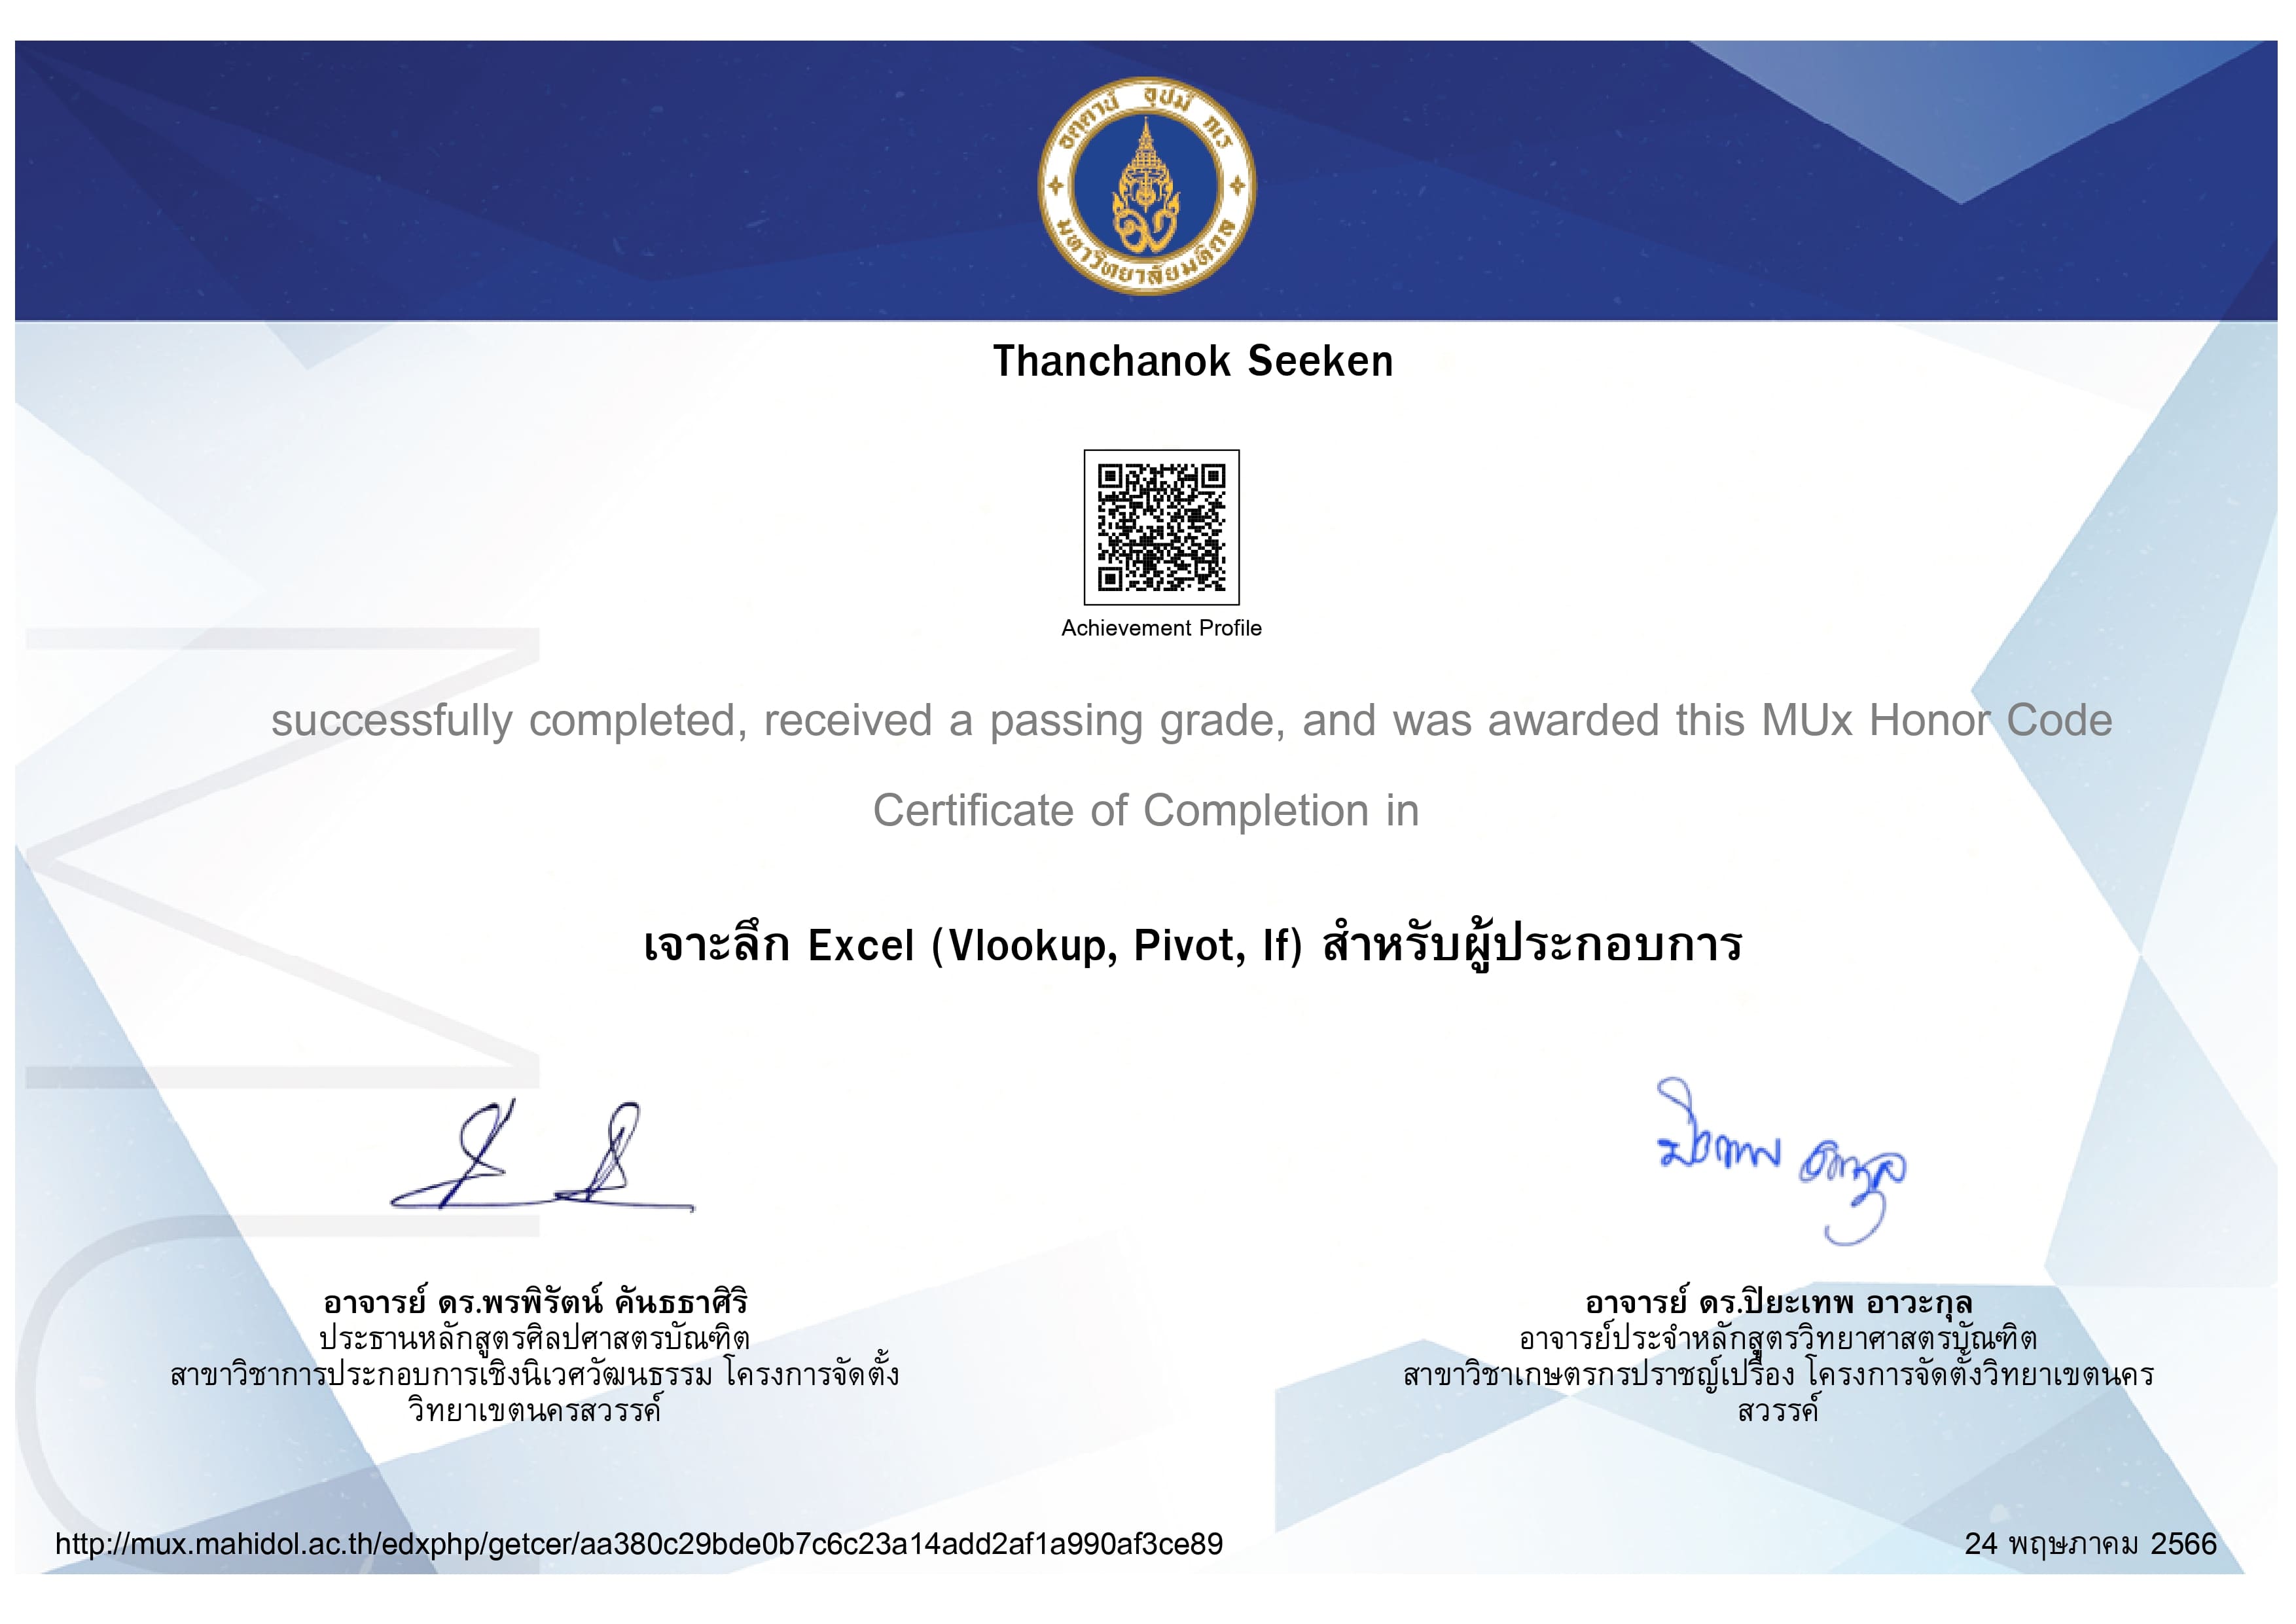 อตฺตานํ อุปมํ กเร
มหาวิทยาลัยมหิดล
Thanchanok Seeken
Achievement Profile
successfully completed, received a passing grade, and was awarded this MUx Honor Code
Certificate of Completion in
เจาะลึก Excel (Vlookup, Pivot, If) สำหรับผู้ประกอบการ
อาจารย์ ดร.พรพิรัตน์ คันธธาศิริ
ประธานหลักสูตรศิลปศาสตรบัณฑิต
สาขาวิชาการประกอบการเชิงนิเวศวัฒนธรรม โครงการจัดตั้ง
วิทยาเขตนครสวรรค์
อาจารย์ ดร.ปิยะเทพ อาวะกุล
อาจารย์ประจำหลักสูตรวิทยาศาสตรบัณฑิต
สาขาวิชาเกษตรกรปราชญ์เปรื่อง โครงการจัดตั้งวิทยาเขตนคร
สวรรค์
http://mux.mahidol.ac.th/edxphp/getcer/aa380c29bde0b7c6c23a14add2af1a990af3ce89
24 พฤษภาคม 2566